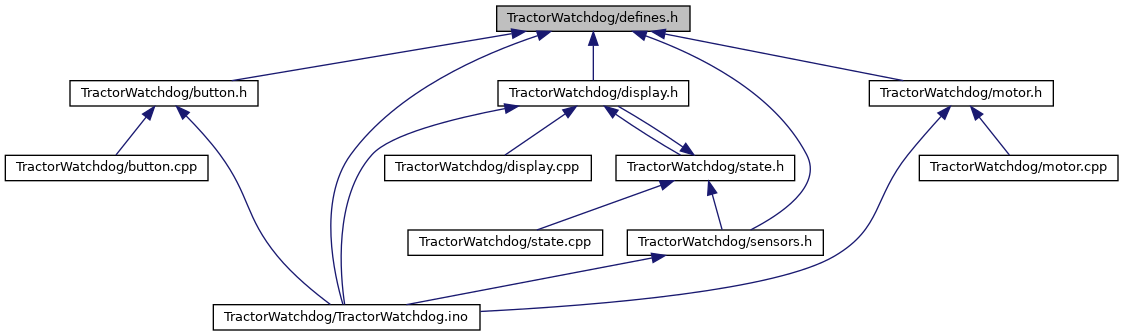 TractorWatchdog/defines.h
TractorWatchdog/button.h
TractorWatchdog/display.h
TractorWatchdog/motor.h
TractorWatchdog/button.cpp
TractorWatchdog/display.cpp
TractorWatchdog/state.h
TractorWatchdog/motor.cpp
TractorWatchdog/state.cpp
TractorWatchdog/sensors.h
TractorWatchdog/TractorWatchdog.ino